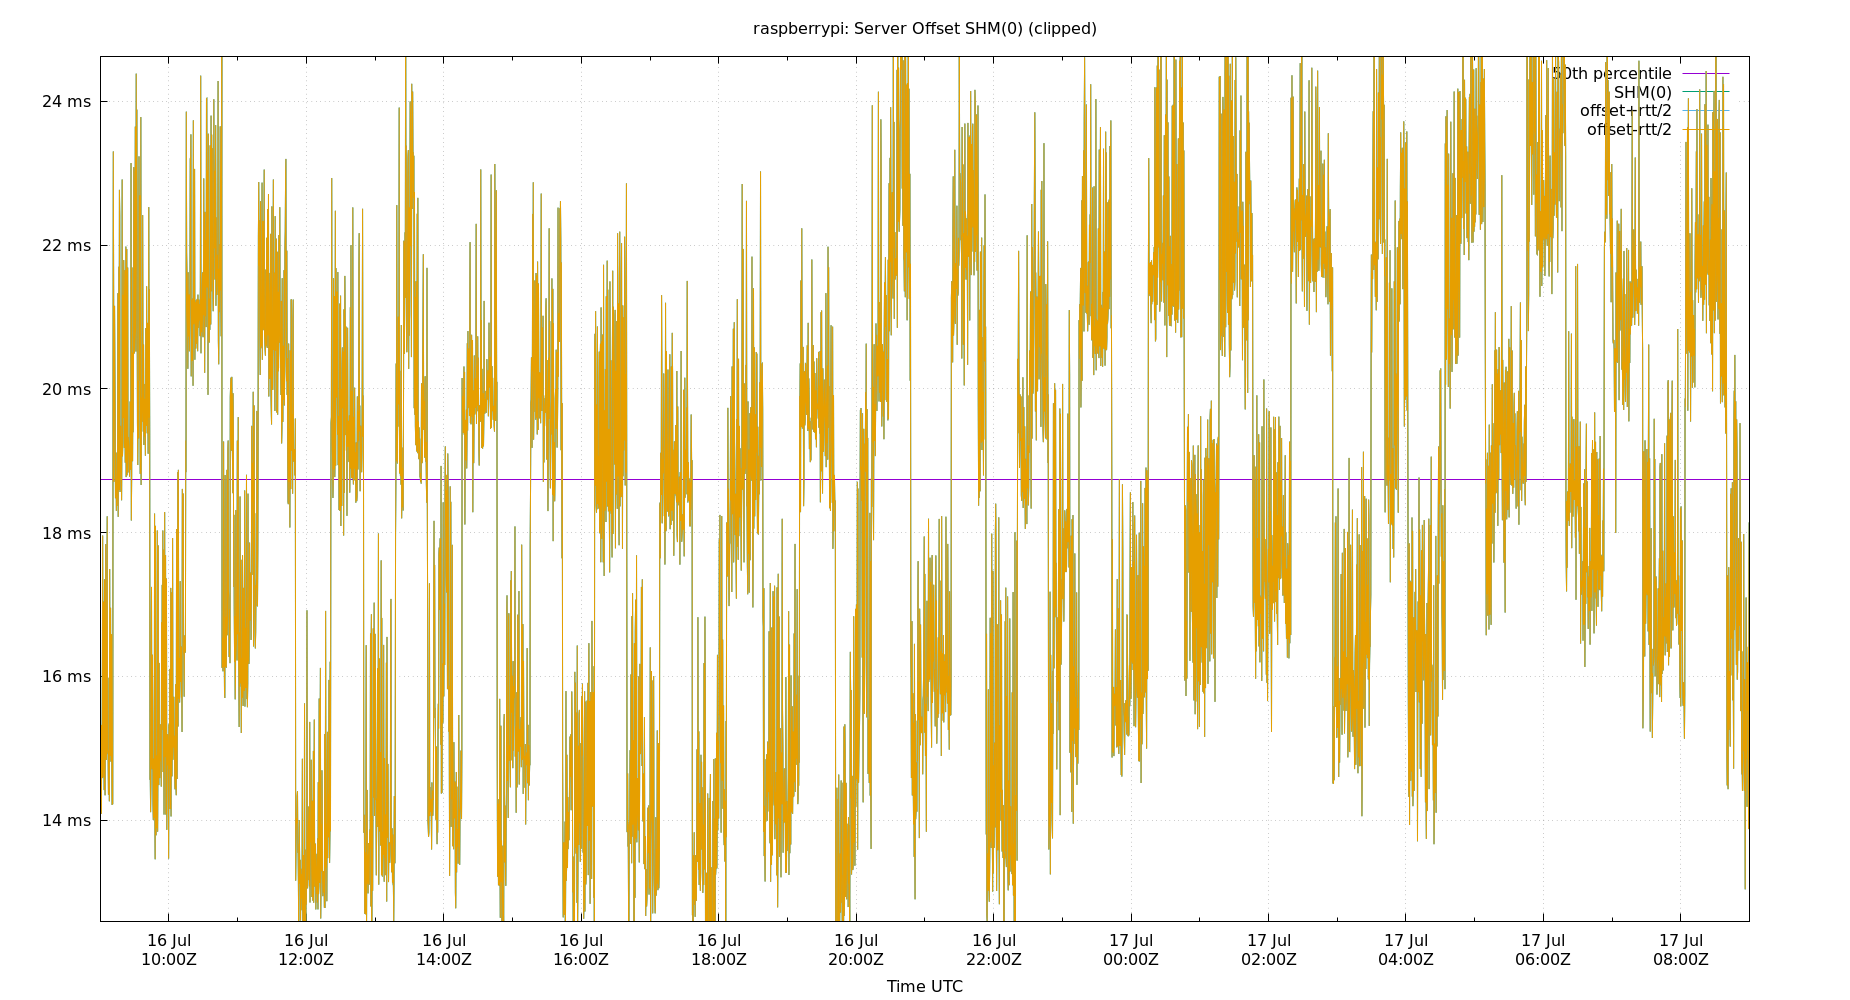 raspberrypi: Server Offset SHM(0) (clipped)
50th percentile
SHM(0)
offset+rtt/2
offset-rtt/2
24 ms
22 ms
20 ms
18 ms
16 ms
14 ms
16 Jul 16 Jul 16 Jul 16 Jul 16 Jul 16 Jul 16 Jul 17 Jul 17 Jul 17 Jul 17 Jul 17 Jul
10:00Z 12:00Z 14:00Z 16:00Z 18:00Z 20:00Z 22:00Z 00:00Z 02:00Z 04:00Z 06:00Z 08:00Z
Time UTC